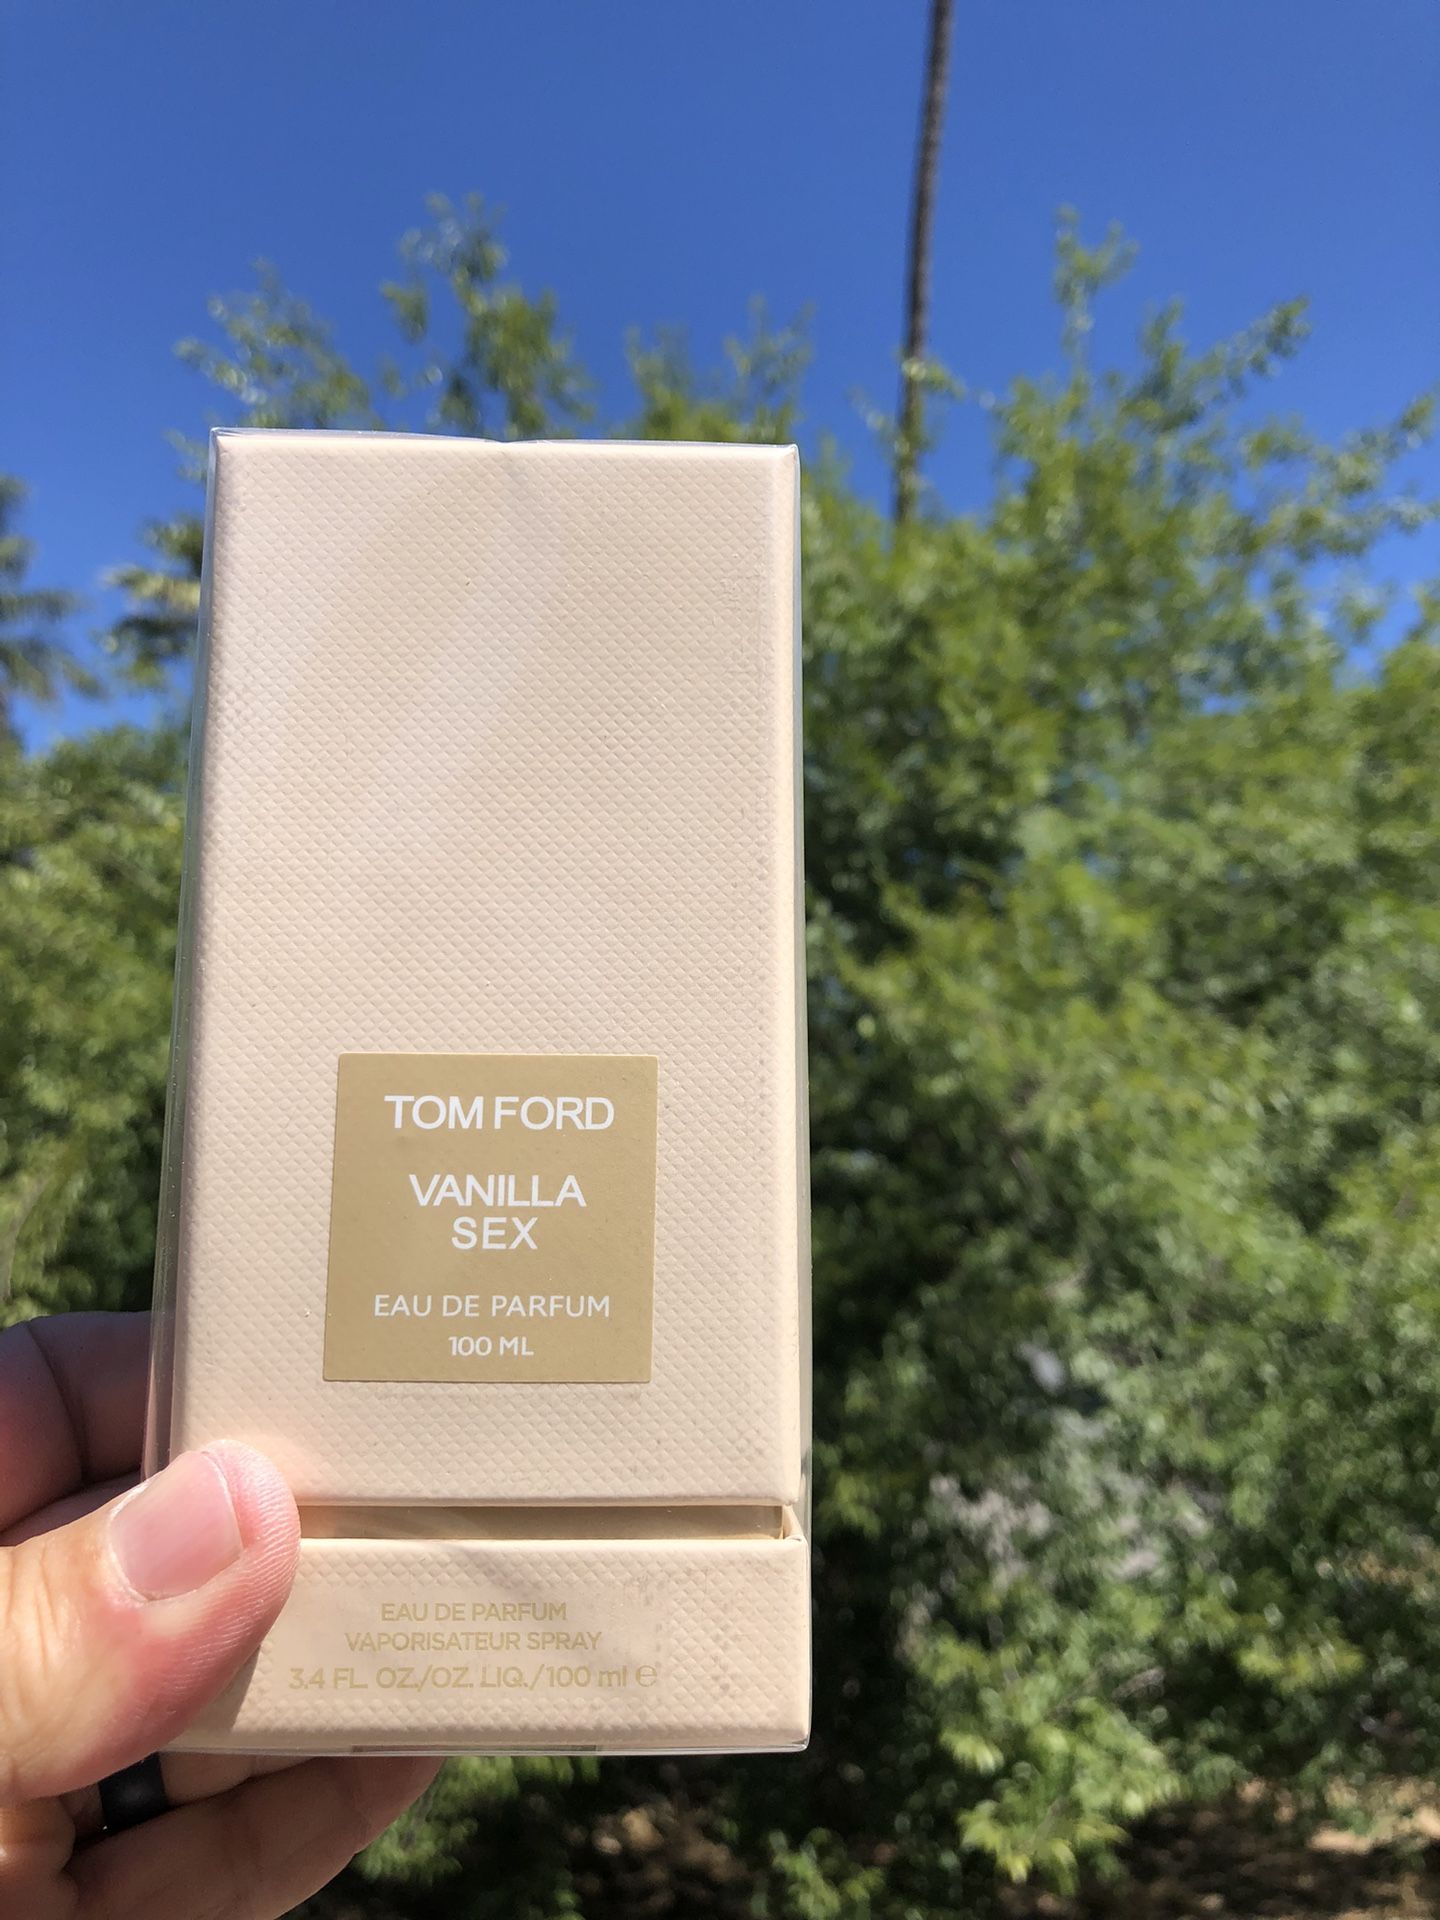 TOM FORD
VANILLA
SEX
EAU DE PARFUM
100 ML
EAU DE PARFUM
VAPORISATEUR SPRAY
3.4 FL. OZ./OZ. LIQ./100 ml ℮